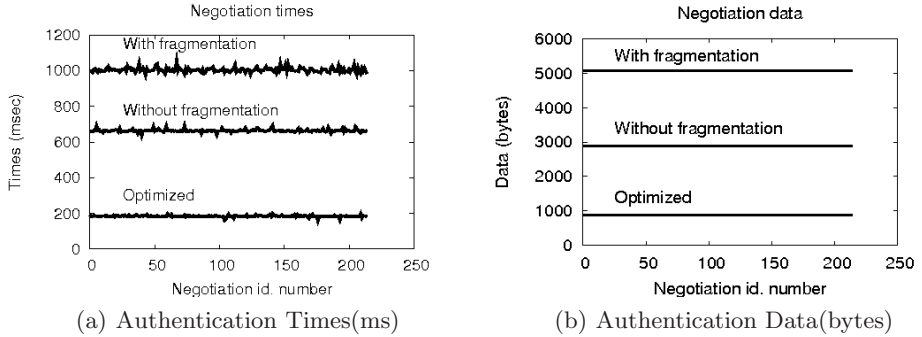 Negotiation times
1200
1000
800
600
400
200
0
Times (msec)
With fragmentation
Without fragmentation
Optimized
0 50 100 150 200 250
Negotiation id. number
(a) Authentication Times(ms)
Negotiation data
6000
5000
4000
3000
2000
1000
0
Data (bytes)
With fragmentation
Without fragmentation
Optimized
0 50 100 150 200 250
Negotiation id. number
(b) Authentication Data(bytes)